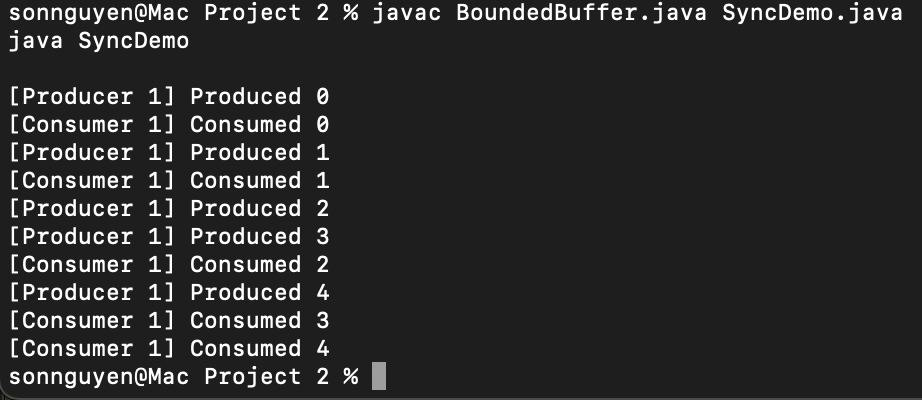 sonnguyen@Mac Project 2 % javac BoundedBuffer.java SyncDemo.java
java SyncDemo
[Producer 1] Produced 0
[Consumer 1] Consumed 0
[Producer 1] Produced 1
[Consumer 1] Consumed 1
[Producer 1] Produced 2
[Producer 1] Produced 3
[Consumer 1] Consumed 2
[Producer 1] Produced 4
[Consumer 1] Consumed 3
[Consumer 1] Consumed 4
sonnguyen@Mac Project 2 %